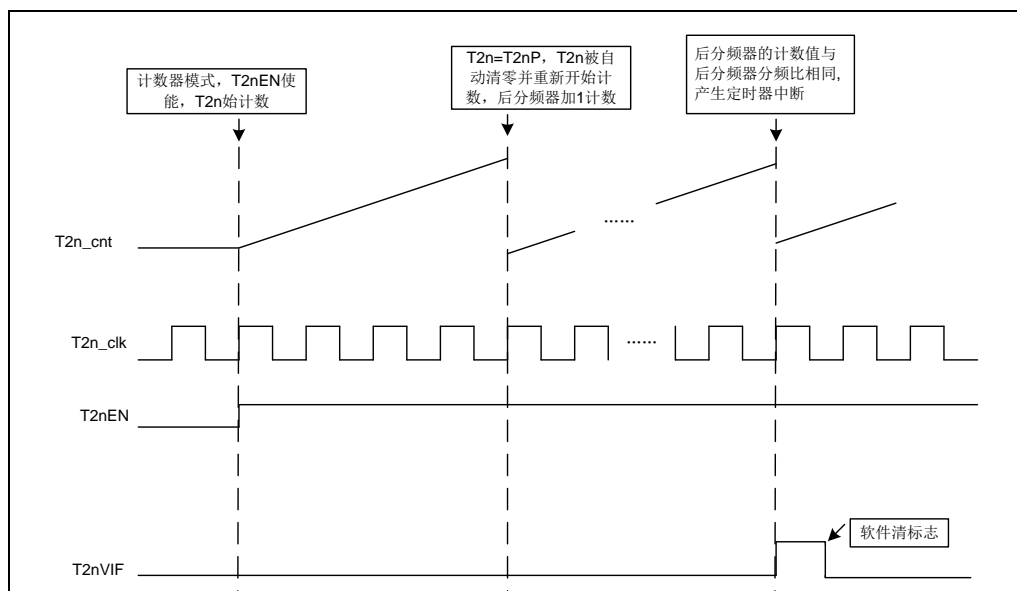 计数器模式，T2nEN使
能，T2n始计数
T2n=T2nP，T2n被自
动清零并重新开始计
数，后分频器加1计数
后分频器的计数值与
后分频器分频比相同,
产生定时器中断
T2n_cnt
......
T2n_clk
......
T2nEN
软件清标志
T2nVIF